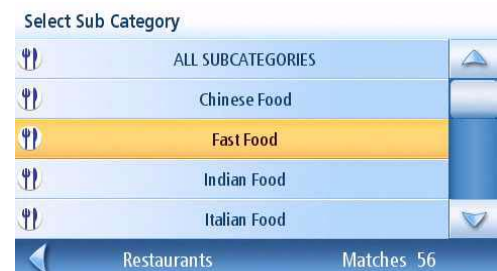 Select Sub Category
ALL SUBCATEGORIES
Chinese Food
Fast Food
Indian Food
Italian Food
Restaurants Matches 56